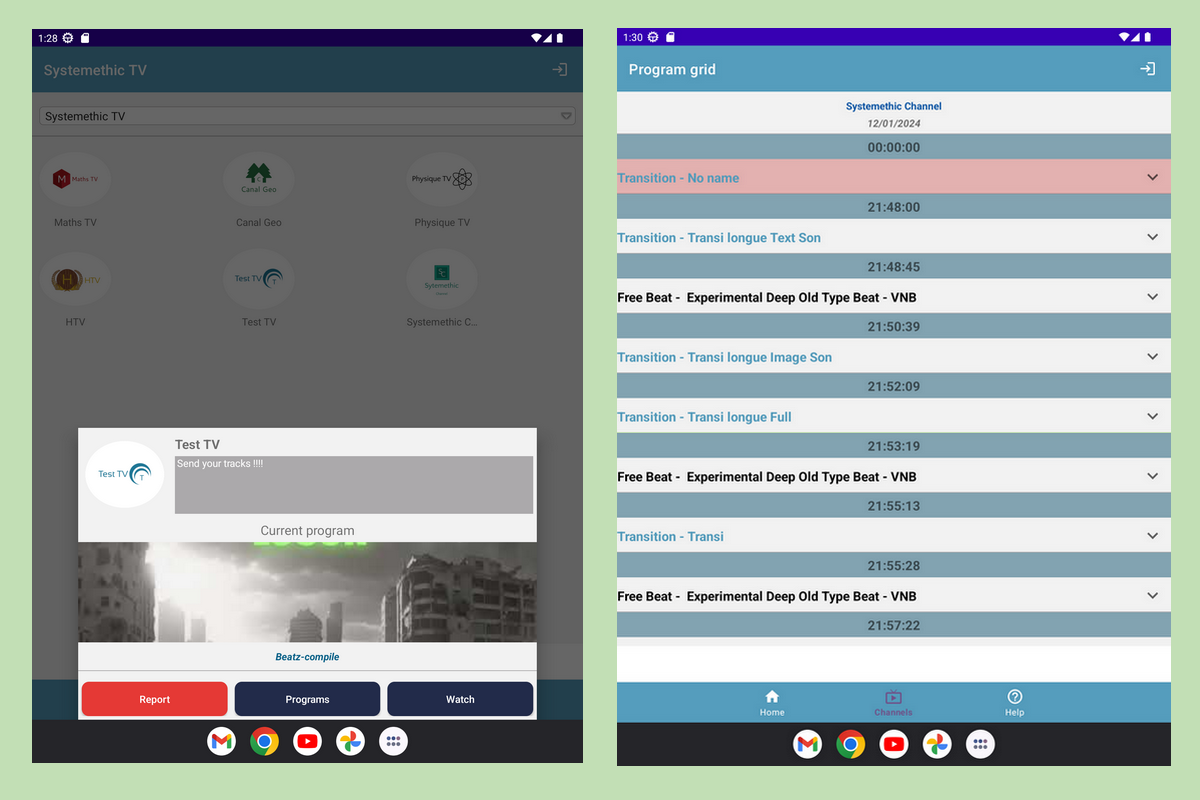 1:28
Systemethic TV
Systemethic TV
M Maths TV
Canal Geo
Physique TV
Maths TV
Canal Geo
Physique TV
H HTV
Test TV T
SC Sytemethic
HTV
Test TV
Systemethic C...
Test TV
Test TV T
Send your tracks !!!!
Current program
Beatz-compile
Report
Programs
Watch
1:30
Program grid
Systemethic Channel
12/01/2024
00:00:00
Transition - No name
21:48:00
Transition - Transi longue Text Son
21:48:45
Free Beat - Experimental Deep Old Type Beat - VNB
21:50:39
Transition - Transi longue Image Son
21:52:09
Transition - Transi longue Full
21:53:19
Free Beat - Experimental Deep Old Type Beat - VNB
21:55:13
Transition - Transi
21:55:28
Free Beat - Experimental Deep Old Type Beat - VNB
21:57:22
Home
Channels
Help